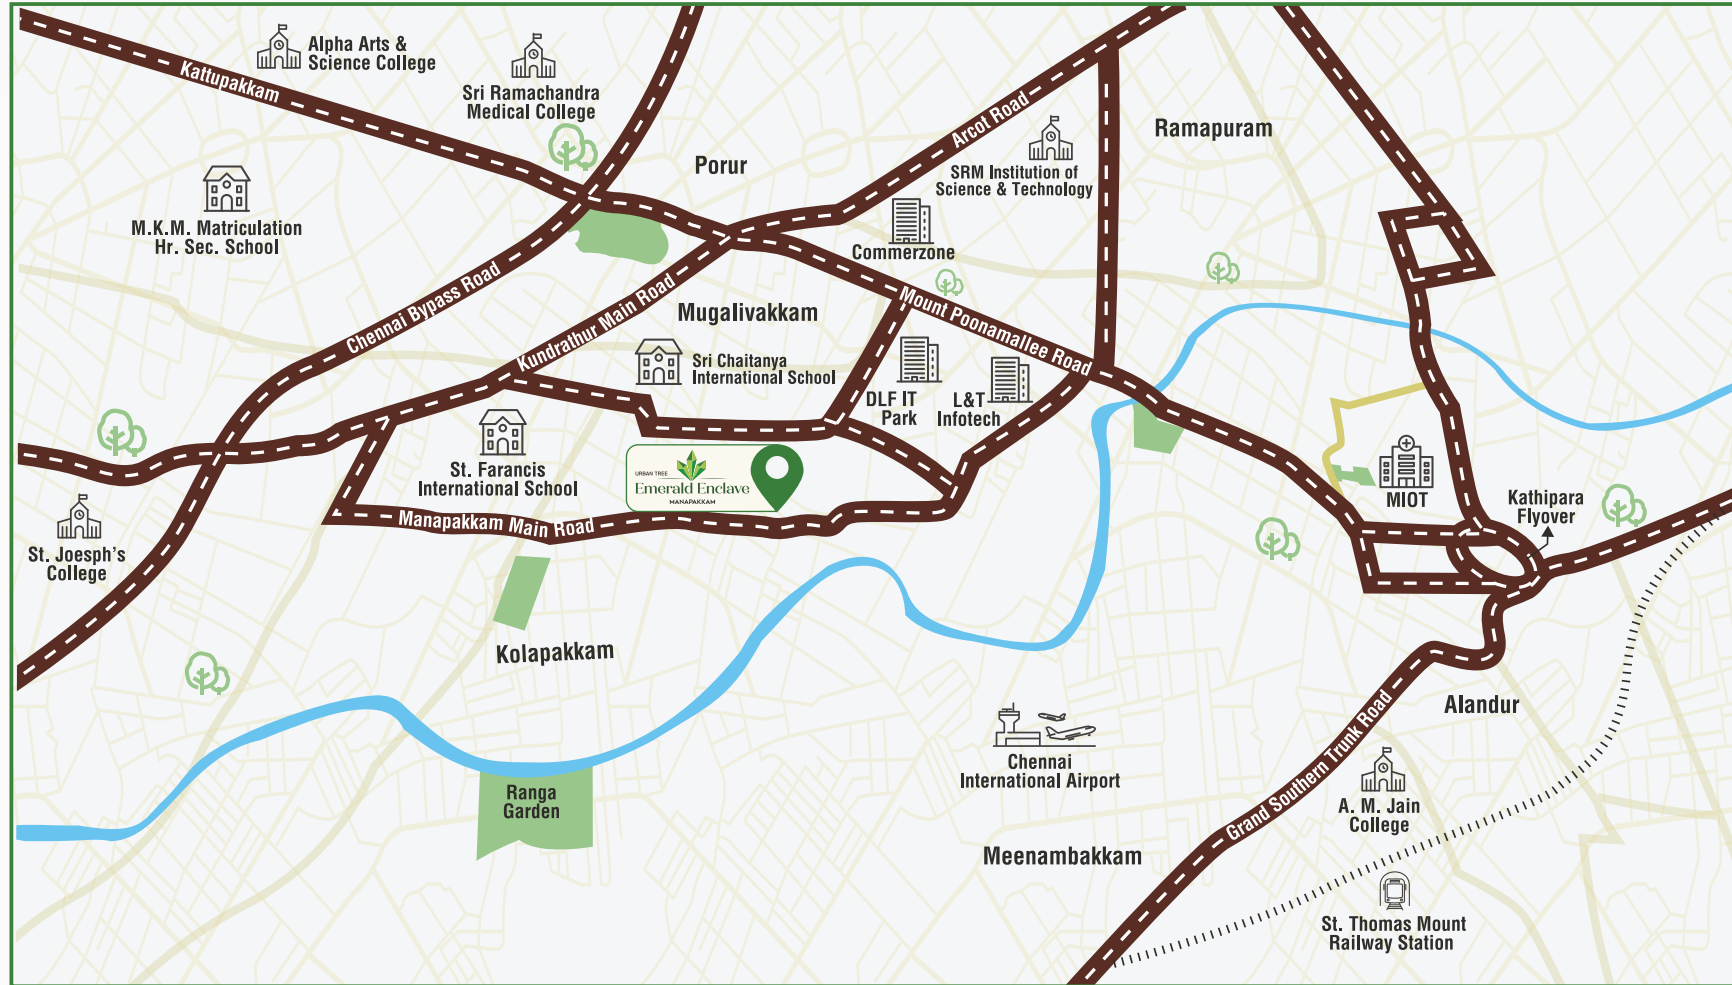 Alpha Arts &
Science College
Kattupakkam
Sri Ramachandra
Medical College
Porur
Arcot Road
Ramapuram
SRM Institution of
Science & Technology
M.K.M. Matriculation
Hr. Sec. School
Commerzone
Chennai Bypass Road
Kundrathur Main Road
Mugalivakkam
Mount Poonamallee Road
Sri Chaitanya
International School
DLF IT
Park
L&T
Infotech
St. Farancis
International School
URBAN TREE
Emerald Enclave
MANAPAKKAM
Manapakkam Main Road
MIOT
Kathipara
Flyover
St. Joesph's
College
Kolapakkam
Alandur
Chennai
International Airport
Grand Southern Trunk Road
Ranga
Garden
A. M. Jain
College
Meenambakkam
St. Thomas Mount
Railway Station